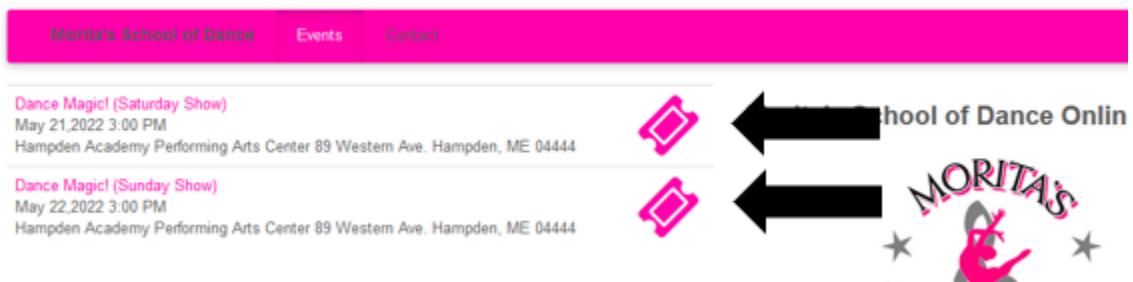 Morita's School of Dance Events Contact
Dance Magic! (Saturday Show)
May 21,2022 3:00 PM
Hampden Academy Performing Arts Center 89 Western Ave. Hampden, ME 04444
Dance Magic! (Sunday Show)
May 22,2022 3:00 PM
Hampden Academy Performing Arts Center 89 Western Ave. Hampden, ME 04444
of Dance
MORITA'S